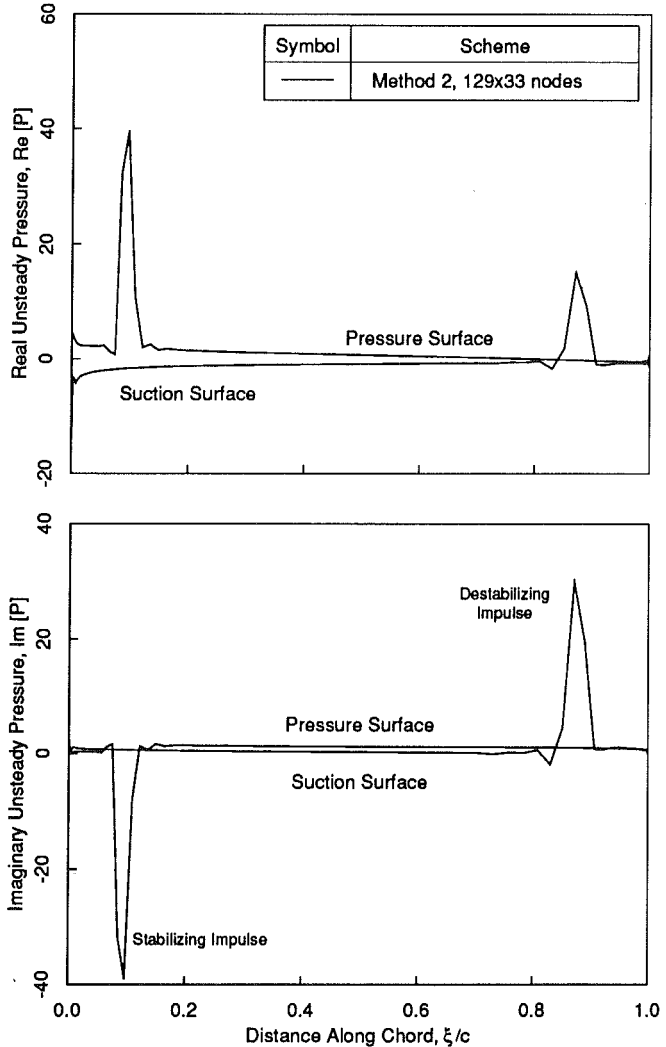 60
40
20
0
-20
Real Unsteady Pressure, Re [P]
Symbol Scheme
Method 2, 129x33 nodes
Pressure Surface
Suction Surface
40
20
0
-20
-40
Imaginary Unsteady Pressure, Im [P]
Destabilizing
Impulse
Pressure Surface
Suction Surface
Stabilizing Impulse
0.0 0.2 0.4 0.6 0.8 1.0
Distance Along Chord, ξ/c